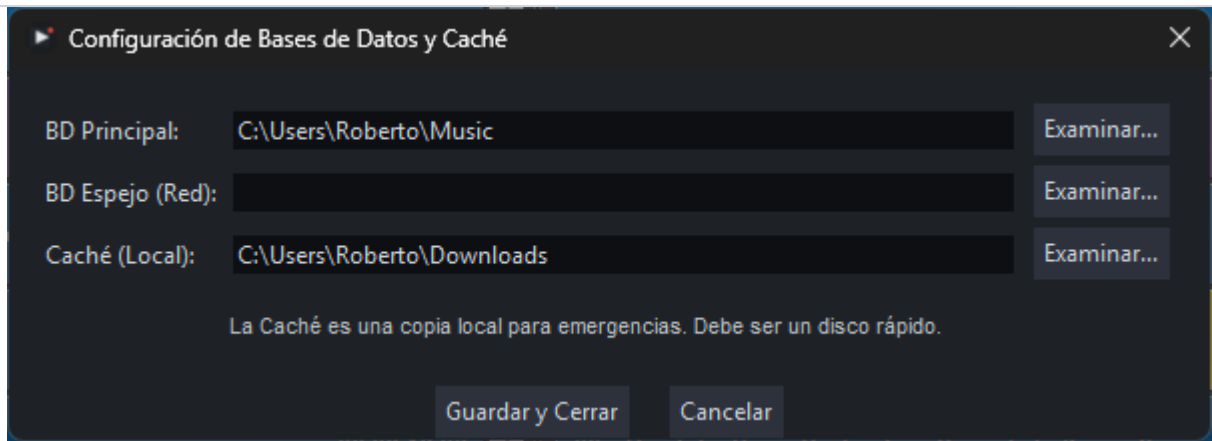 Configuración de Bases de Datos y Caché
BD Principal: C:\Users\Roberto\Music Examinar...
BD Espejo (Red): Examinar...
Caché (Local): C:\Users\Roberto\Downloads Examinar...
La Caché es una copia local para emergencias. Debe ser un disco rápido.
Guardar y Cerrar Cancelar